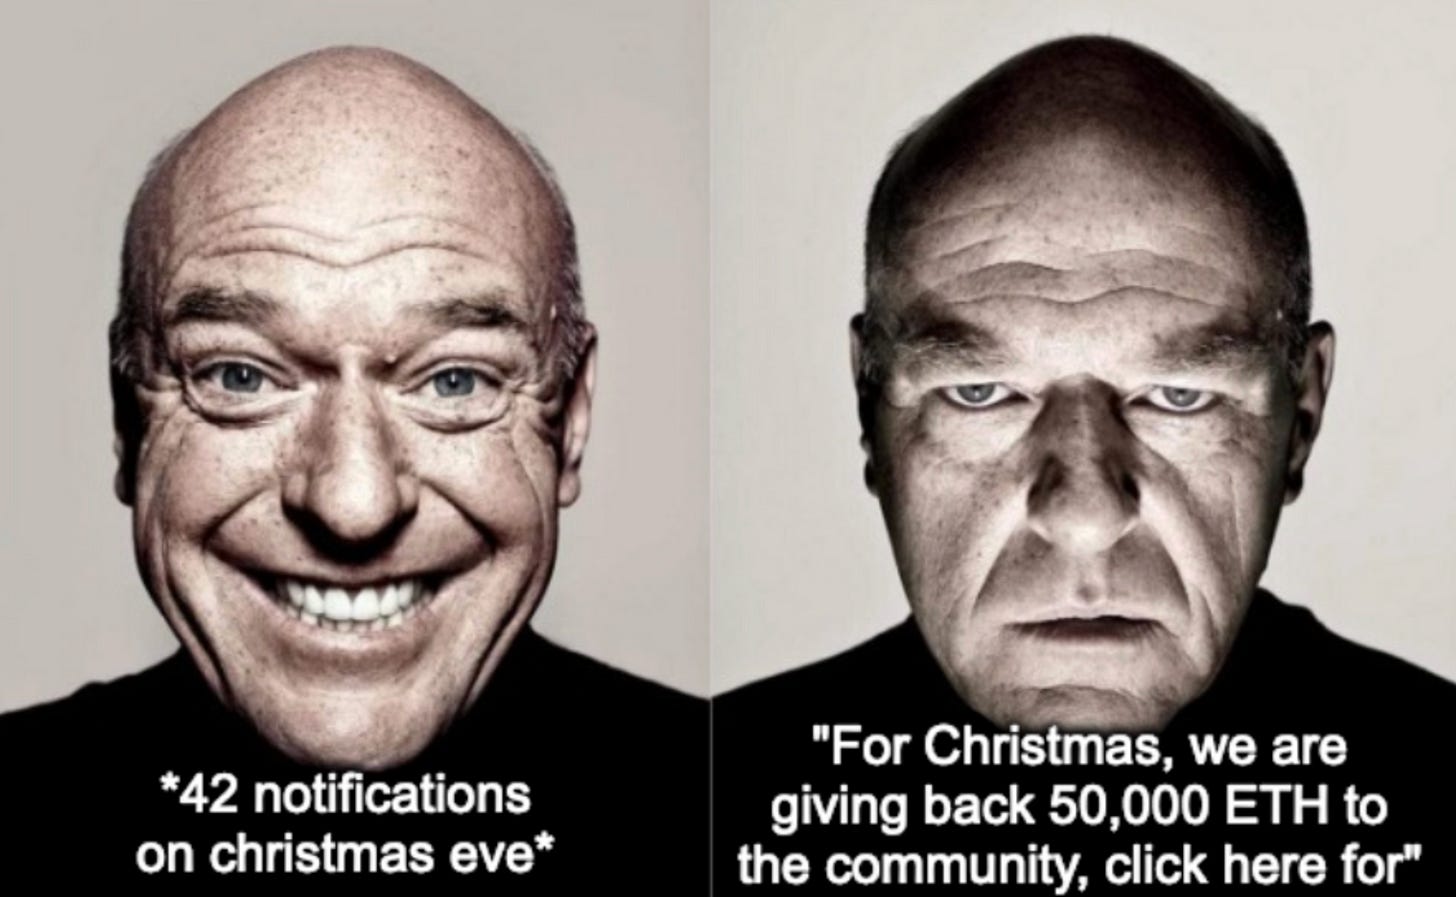 *42 notifications
on christmas eve*
"For Christmas, we are
giving back 50,000 ETH to
the community, click here for"